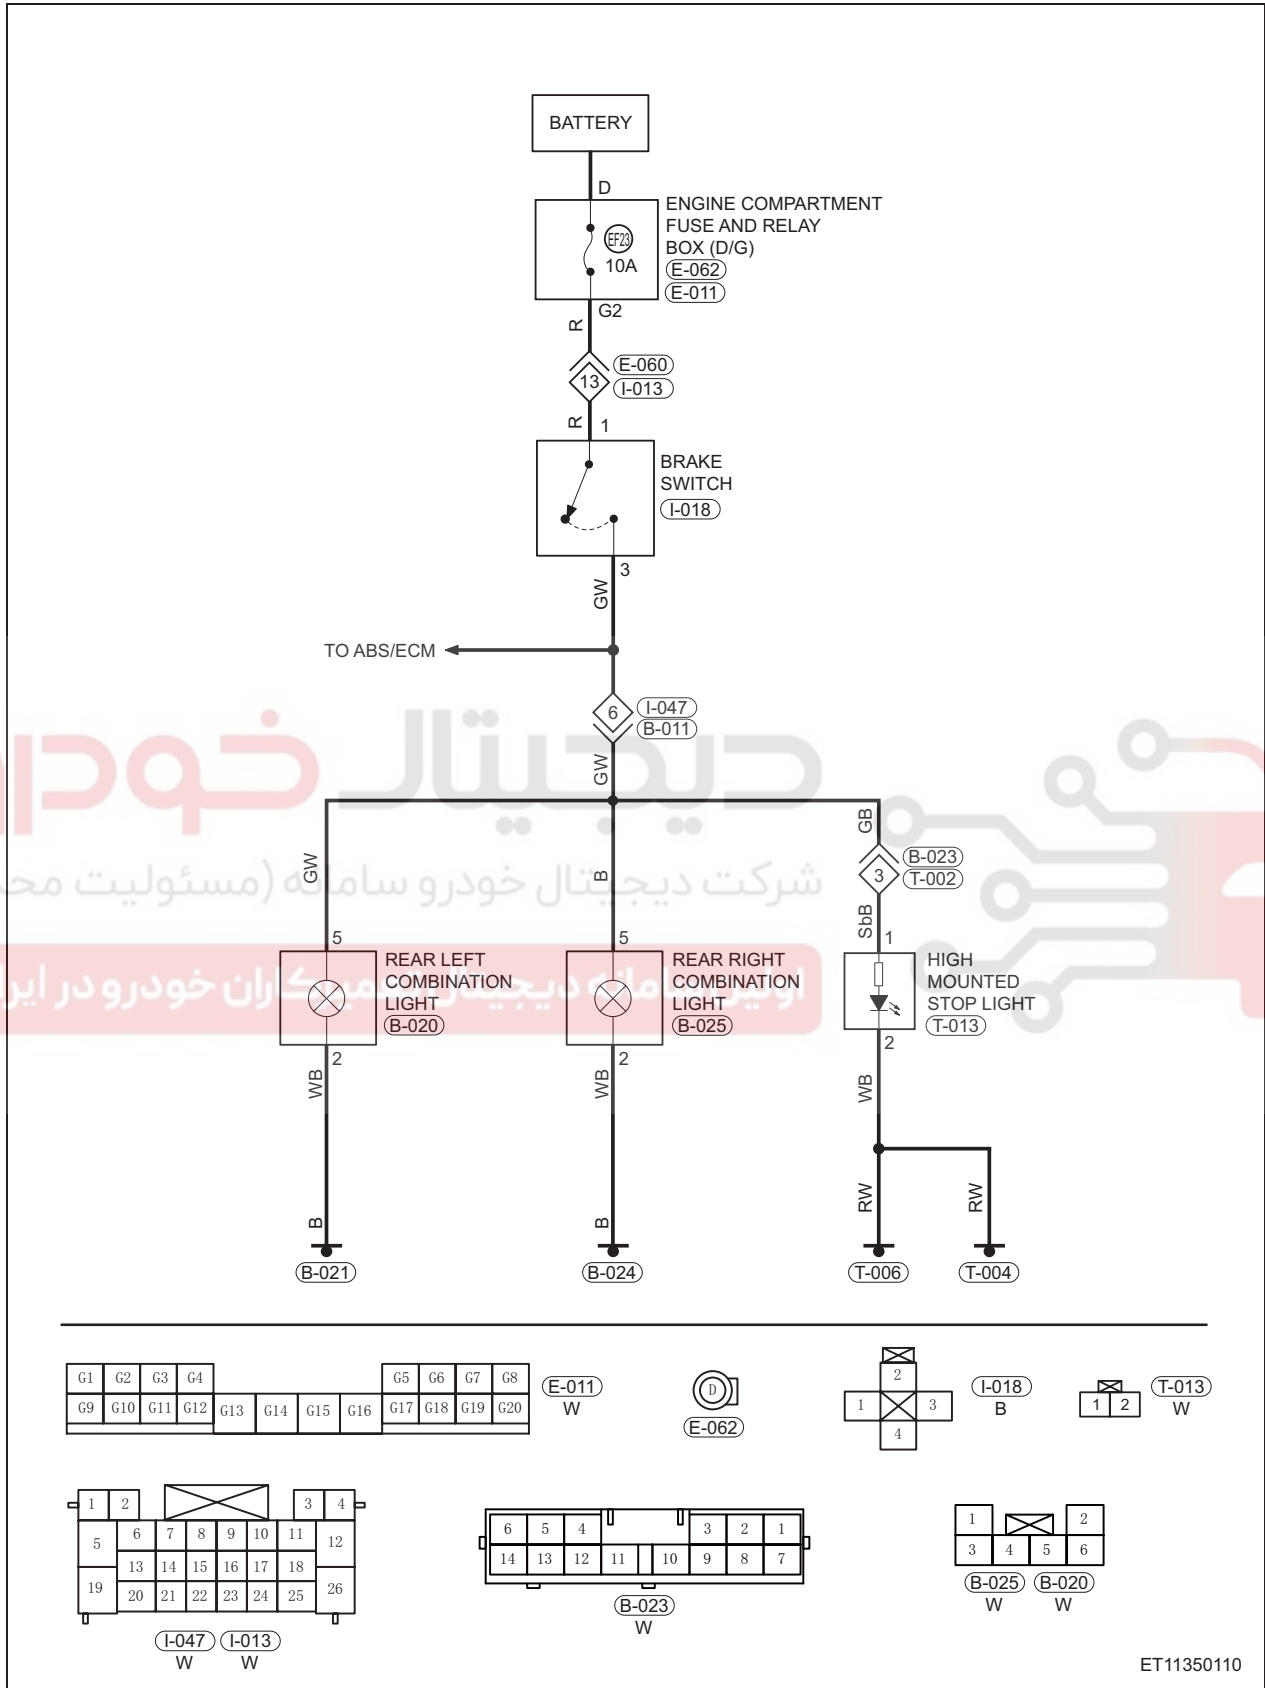 BATTERY
D
ENGINE COMPARTMENT
FUSE AND RELAY
BOX (D/G)
E-062
E-011
EF23
10A
G2
R
13
E-060
I-013
R
1
BRAKE
SWITCH
I-018
3
GW
TO ABS/ECM
6
I-047
B-011
GW
دیجیتال خودرو
شرکت دیجیتال خودرو سامانه (مسئولیت
اولین سامانه دیجیتال تعمیرکاران خودرو در
GW
B
GB
3
B-023
T-002
SbB
5
REAR LEFT
COMBINATION
LIGHT
B-020
5
REAR RIGHT
COMBINATION
LIGHT
B-025
1
HIGH
MOUNTED
STOP LIGHT
T-013
2
2
2
WB
WB
WB
B
B
RW
RW
B-021
B-024
T-006
T-004
G1 G2 G3 G4 G5 G6 G7 G8
G9 G10 G11 G12 G13 G14 G15 G16 G17 G18 G19 G20
E-011
W
D
E-062
2
1 3
4
I-018
B
1 2
T-013
W
1 2 3 4
5 6 7 8 9 10 11 12
13 14 15 16 17 18
19 20 21 22 23 24 25 26
I-047 I-013
W W
6 5 4 3 2 1
14 13 12 11 10 9 8 7
B-023
W
1 2
3 4 5 6
B-025 B-020
W W
ET11350110